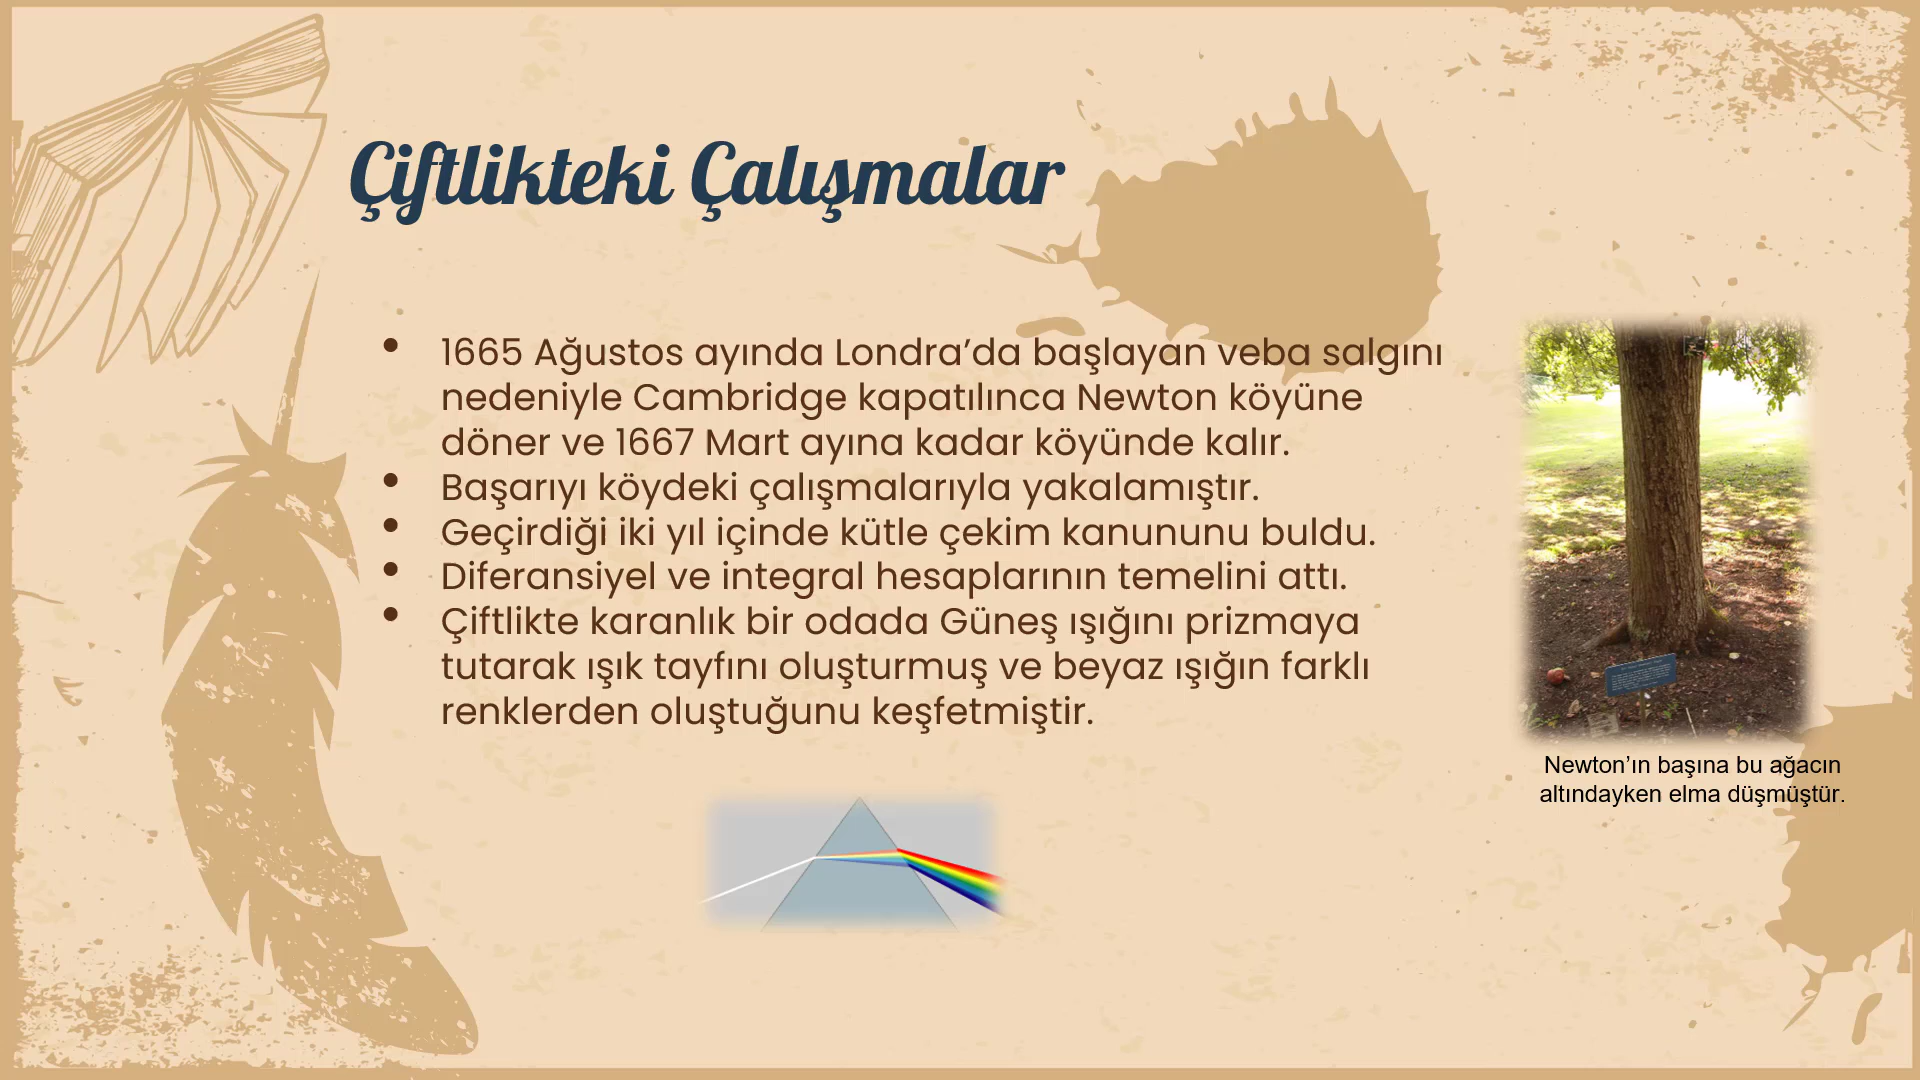 Çiftlikteki Çalışmalar
• 1665 Ağustos ayında Londra’da başlayan veba salgını
nedeniyle Cambridge kapatılınca Newton köyüne
döner ve 1667 Mart ayına kadar köyünde kalır.
• Başarıyı köydeki çalışmalarıyla yakalamıştır.
• Geçirdiği iki yıl içinde kütle çekim kanununu buldu.
• Diferansiyel ve integral hesaplarının temelini attı.
• Çiftlikte karanlık bir odada Güneş ışığını prizmaya
tutarak ışık tayfını oluşturmuş ve beyaz ışığın farklı
renklerden oluştuğunu keşfetmiştir.
Newton’ın başına bu ağacın
altındayken elma düşmüştür.